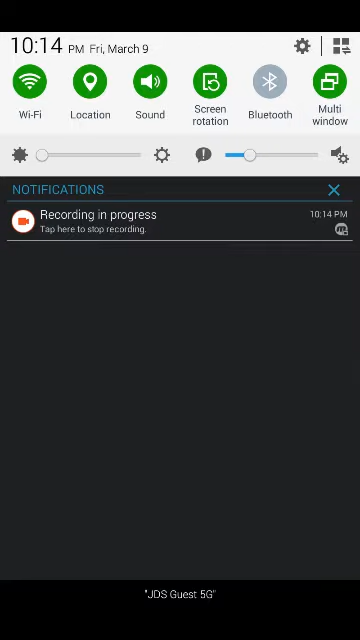 10:14 PM Fri, March 9
Wi-Fi Location Sound Screen rotation Bluetooth Multi window
NOTIFICATIONS
Recording in progress 10:14 PM
Tap here to stop recording.
"JDS Guest 5G"